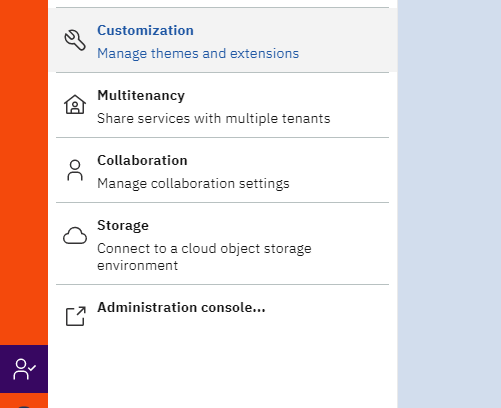 Customization
Manage themes and extensions
Multitenancy
Share services with multiple tenants
Collaboration
Manage collaboration settings
Storage
Connect to a cloud object storage
environment
Administration console...